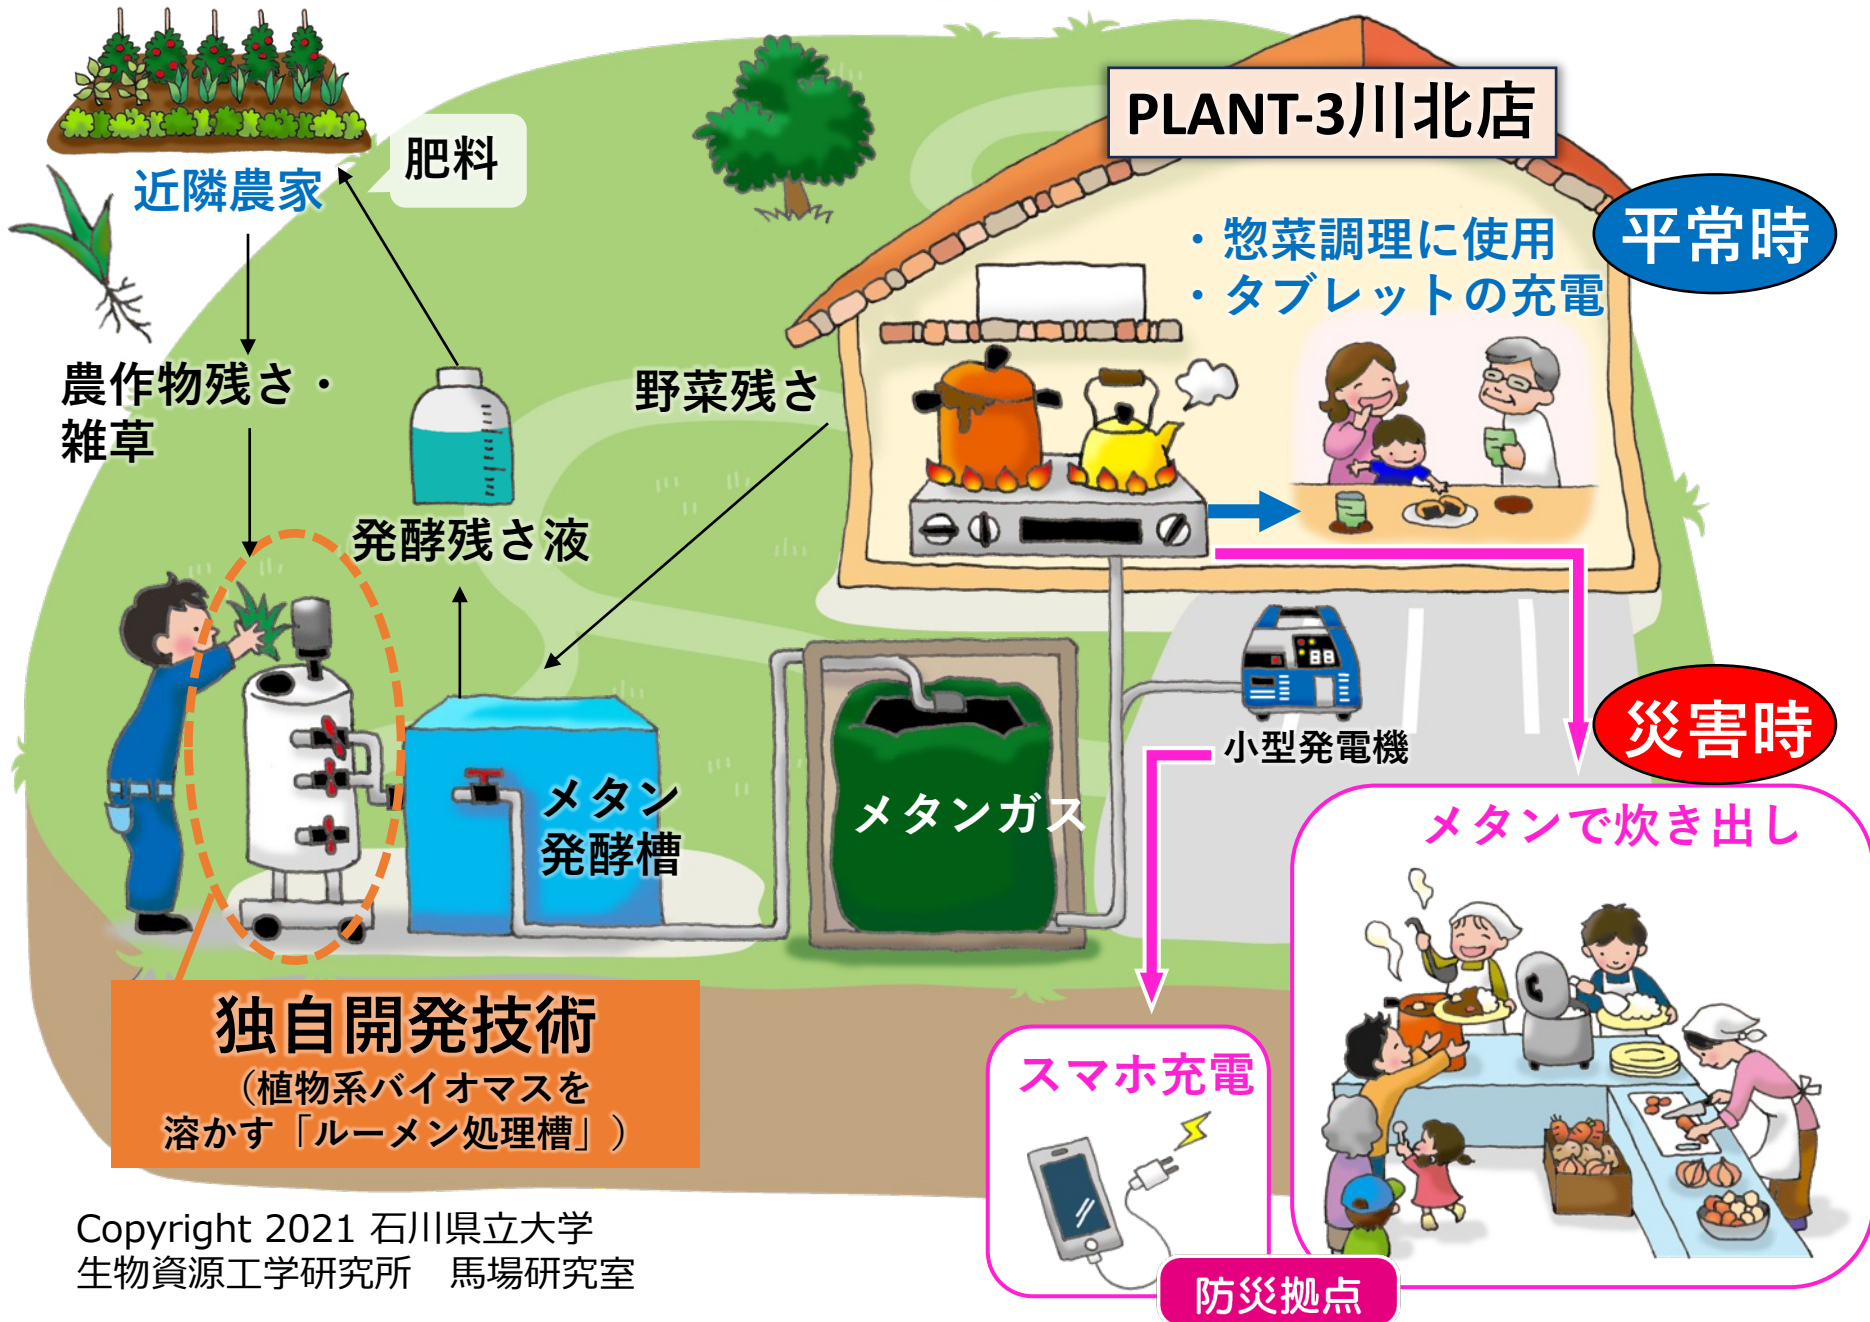 PLANT-3川北店
近隣農家
肥料
平常時
・惣菜調理に使用
・タブレットの充電
農作物残さ・
雑草
野菜残さ
発酵残さ液
メタン
発酵槽
メタンガス
小型発電機
災害時
メタンで炊き出し
独自開発技術
（植物系バイオマスを
溶かす「ルーメン処理槽」）
スマホ充電
防災拠点
Copyright 2021 石川県立大学
生物資源工学研究所　馬場研究室